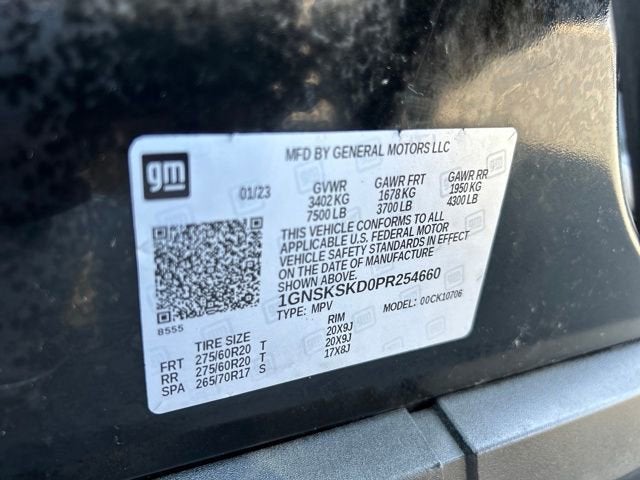 gm
MFD BY GENERAL MOTORS LLC
01/23 GVWR GAWR FRT GAWR RR
3402 KG 1678 KG 1950 KG
7500 LB 3700 LB 4300 LB
THIS VEHICLE CONFORMS TO ALL
APPLICABLE U.S. FEDERAL MOTOR
VEHICLE SAFETY STANDARDS IN EFFECT
ON THE DATE OF MANUFACTURE
SHOWN ABOVE.
1GNSKSKD0PR254660
TYPE: MPV MODEL: 00CK10706
8555
TIRE SIZE RIM
FRT 275/60R20 T 20X9J
RR 275/60R20 T 20X9J
SPA 265/70R17 S 17X8J